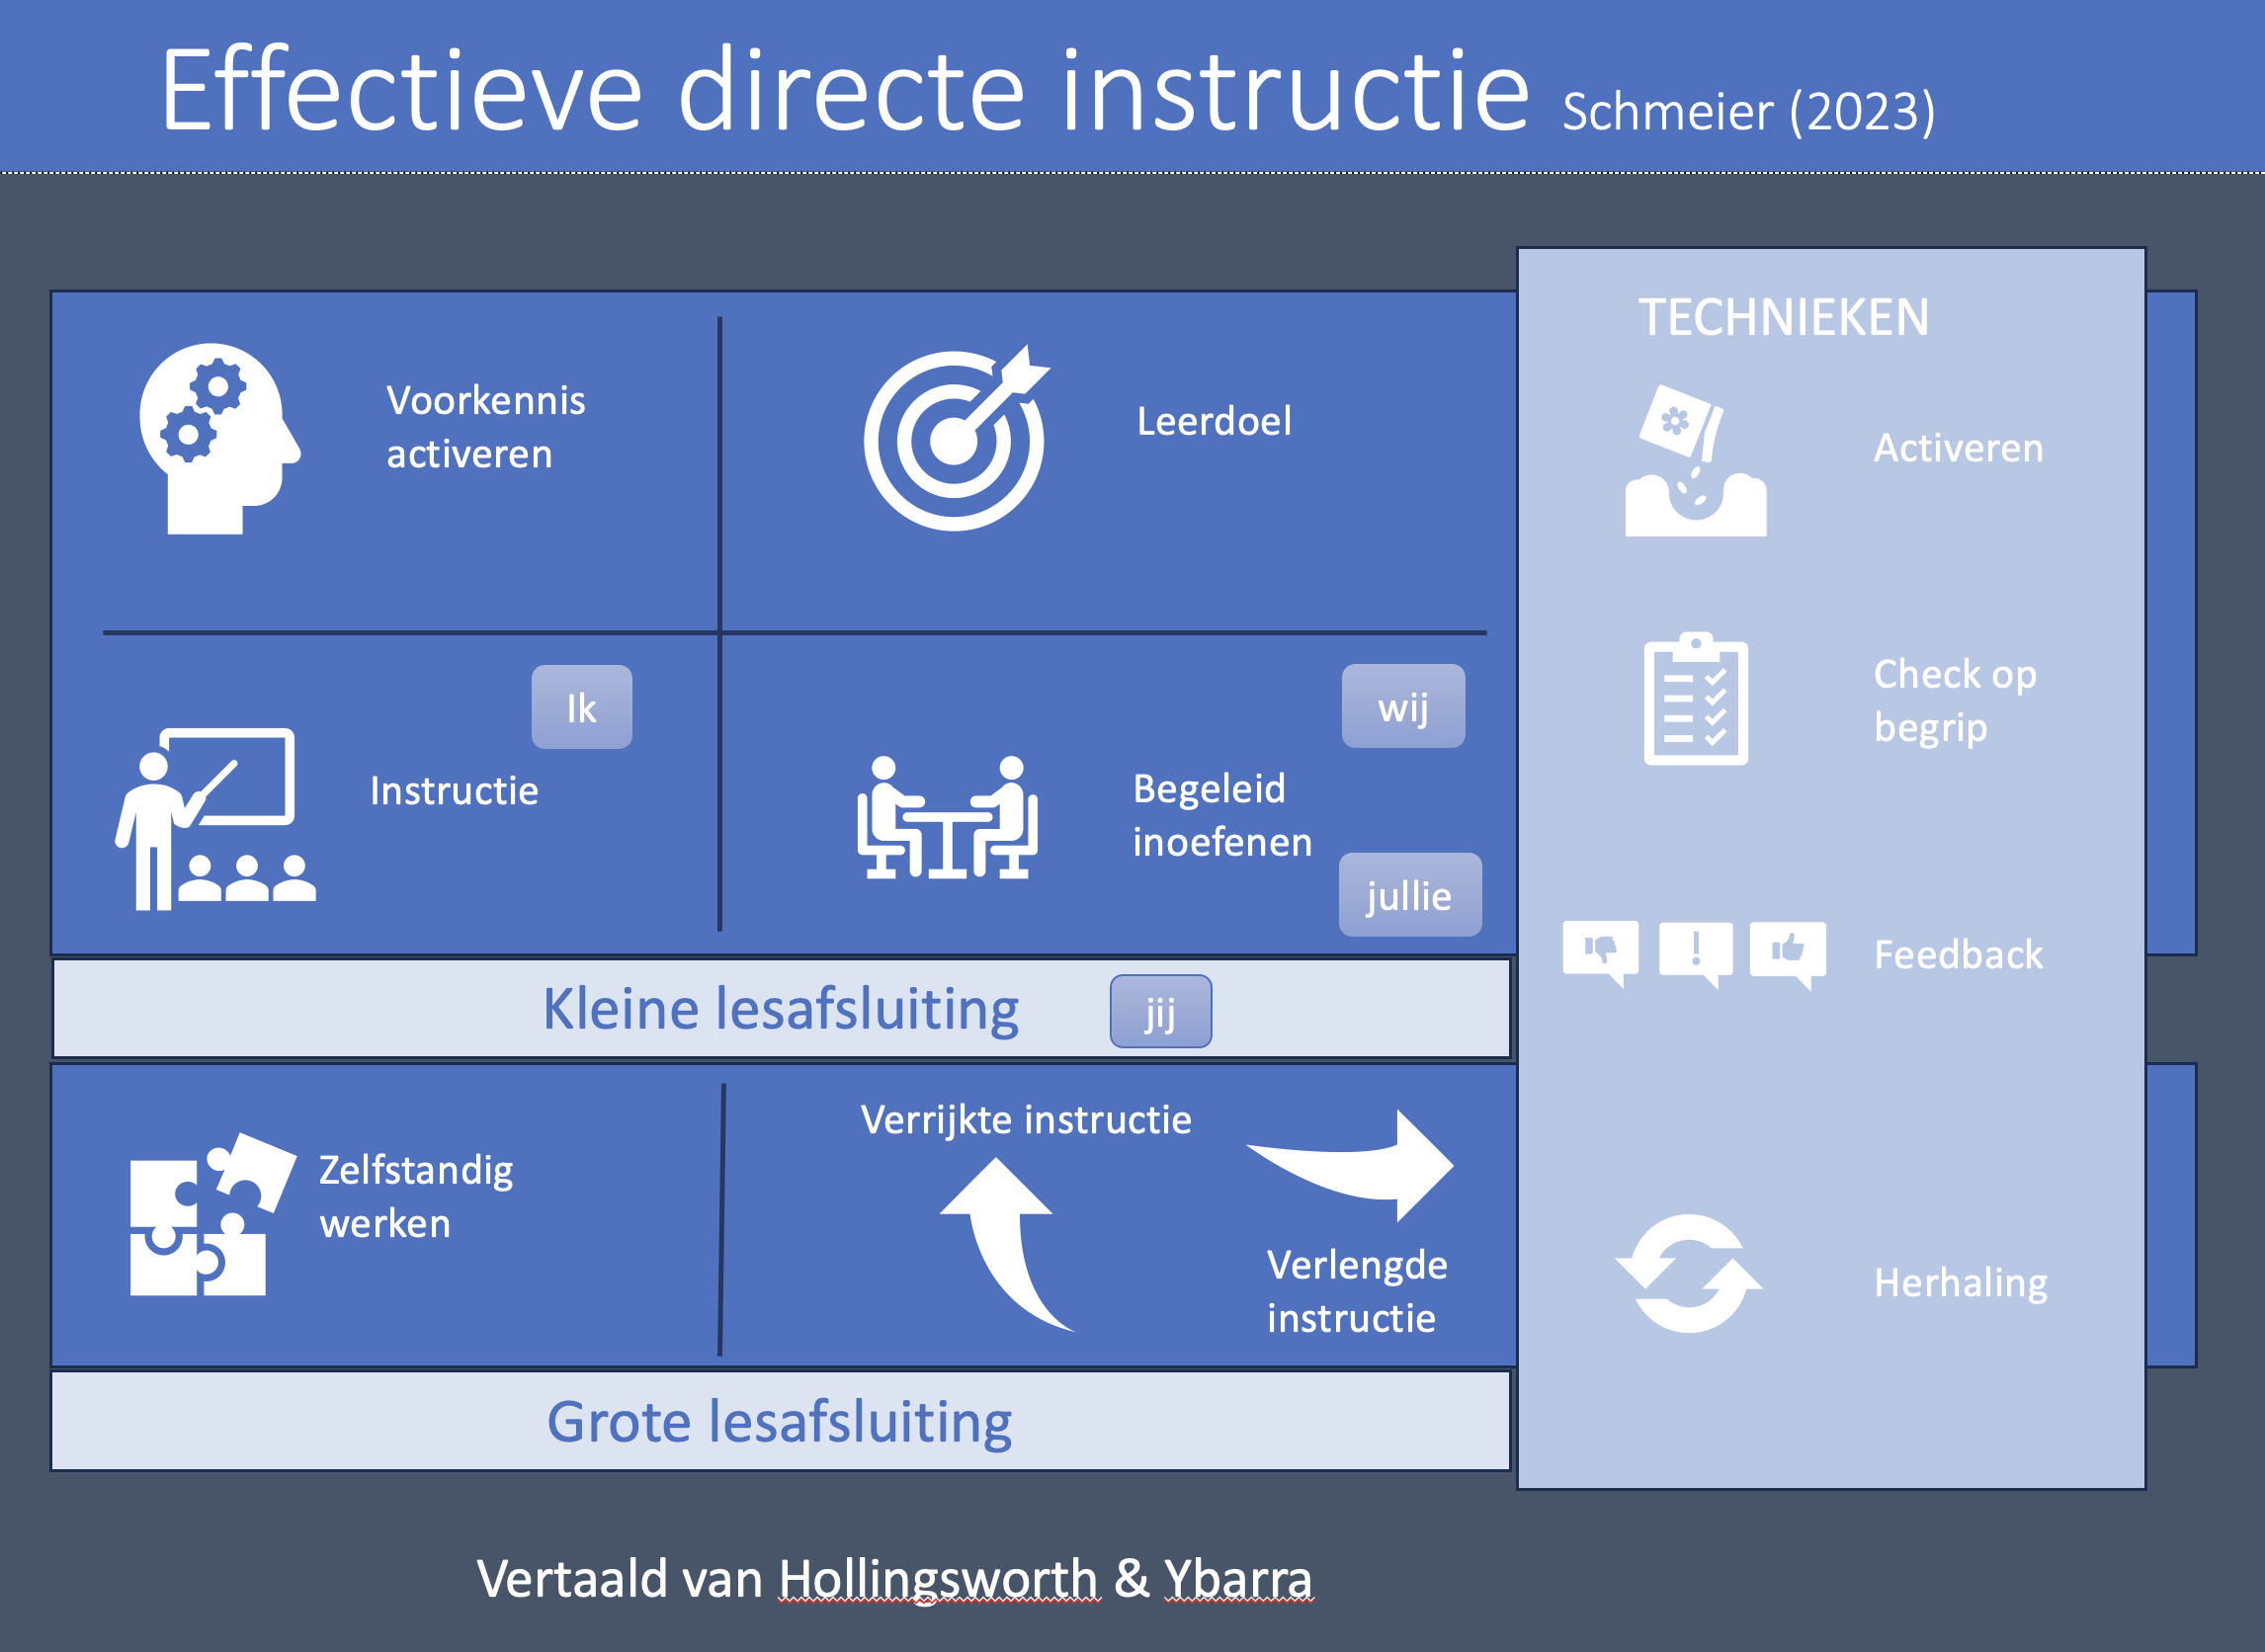 Effectieve directe instructie Schmeier (2023)
Voorkennis
activeren
Leerdoel
Ik
Instructie
wij
Begeleid
inoefenen
jullie
Kleine lesafsluiting jij
Zelfstandig
werken
Verrijkte instructie
Verlengde
instructie
Grote lesafsluiting
TECHNIEKEN
Activeren
Check op
begrip
!
Feedback
Herhaling
Vertaald van Hollingsworth & Ybarra